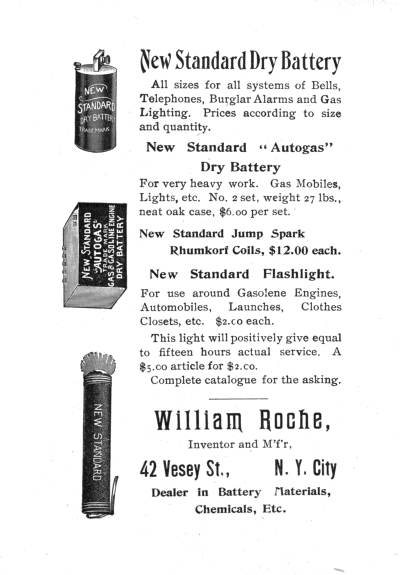 New Standard Dry Battery
All sizes for all systems of Bells,
Telephones, Burglar Alarms and Gas
Lighting. Prices according to size
and quantity.
New Standard "Autogas"
Dry Battery
For very heavy work. Gas Mobiles,
Lights, etc. No. 2 set, weight 27 lbs.,
neat oak case, $6.00 per set.
New Standard Jump Spark
Rhumkorf Coils, $12.00 each.
New Standard Flashlight.
For use around Gasolene Engines,
Automobiles, Launches, Clothes
Closets, etc. $2.00 each.
This light will positively give equal
to fifteen hours actual service. A
$5.00 article for $2.00.
Complete catalogue for the asking.
William Roche,
Inventor and M'f'r,
42 Vesey St., N. Y. City
Dealer in Battery Materials,
Chemicals, Etc.
NEW
STANDARD
DRY BATTERY
TRADE MARK
NEW STANDARD
"AUTOGAS"
TRADE MARK
GAS & GASOLINE ENGINE
DRY BATTERY
NEW STANDARD